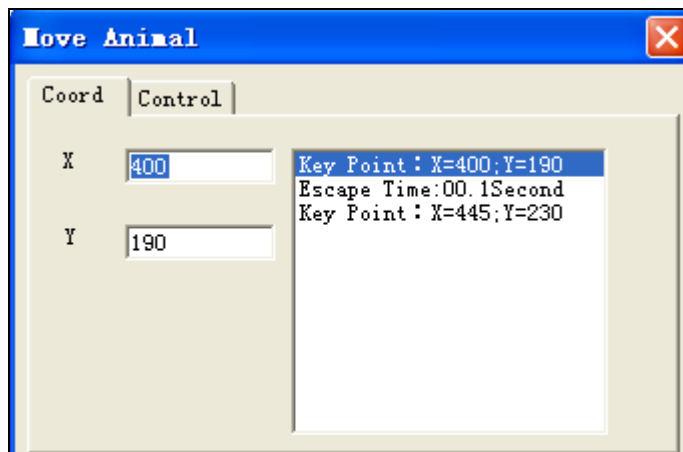 Move Animal
Coord
Control
X
400
Y
190
Key Point：X=400;Y=190
Escape Time:00.1Second
Key Point：X=445;Y=230